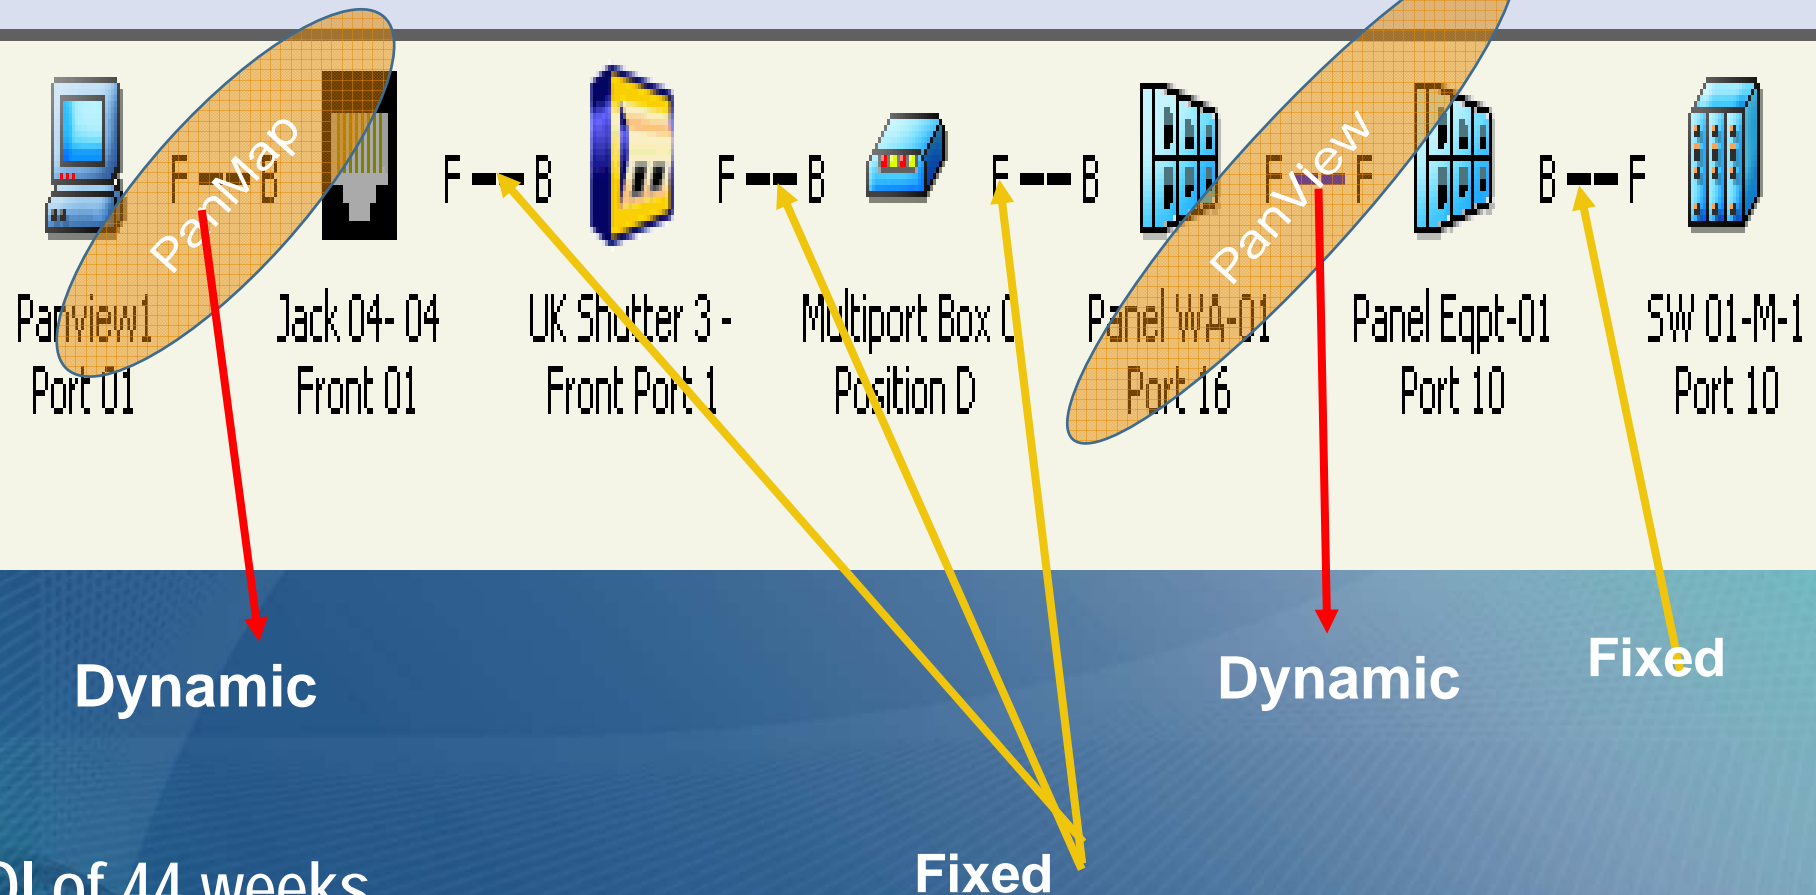 F -- B
F -- B
F -- B
F -- B
F -- F
B -- F
PanMap
PanView
Panview1
Port 01
Jack 04- 04
Front 01
UK Shutter 3 -
Front Port 1
Multiport Box
Position D
Panel WA-01
Port 16
Panel Eqpt-01
Port 10
SW 01-M-1
Port 10
Dynamic
Dynamic
Fixed
Fixed
of 44 weeks